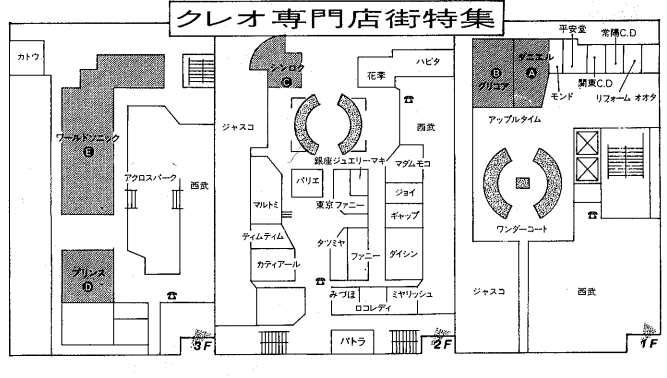 クレオ専門店街特集
カトウ
ワールドソニック
E
アクロスパーク
西武
プリンス
D
3F
シンロク
C
花季
ハピタ
ジャスコ
西武
銀座ジュエリーマキ
マダムモコ
バリエ
ジョイ
マルトミ
東京ファニー
ギャップ
ティムティム
タツミヤ
ファニー
ダイシン
カティアール
みづほ
ミヤリッシュ
ロコレディ
パトラ
2F
平安堂
常陽C.D
ダニエル
A
B
グリコア
関東C.D
モンド
リフォーム オオタ
アップルタイム
ワンダーコート
ジャスコ
西武
1F